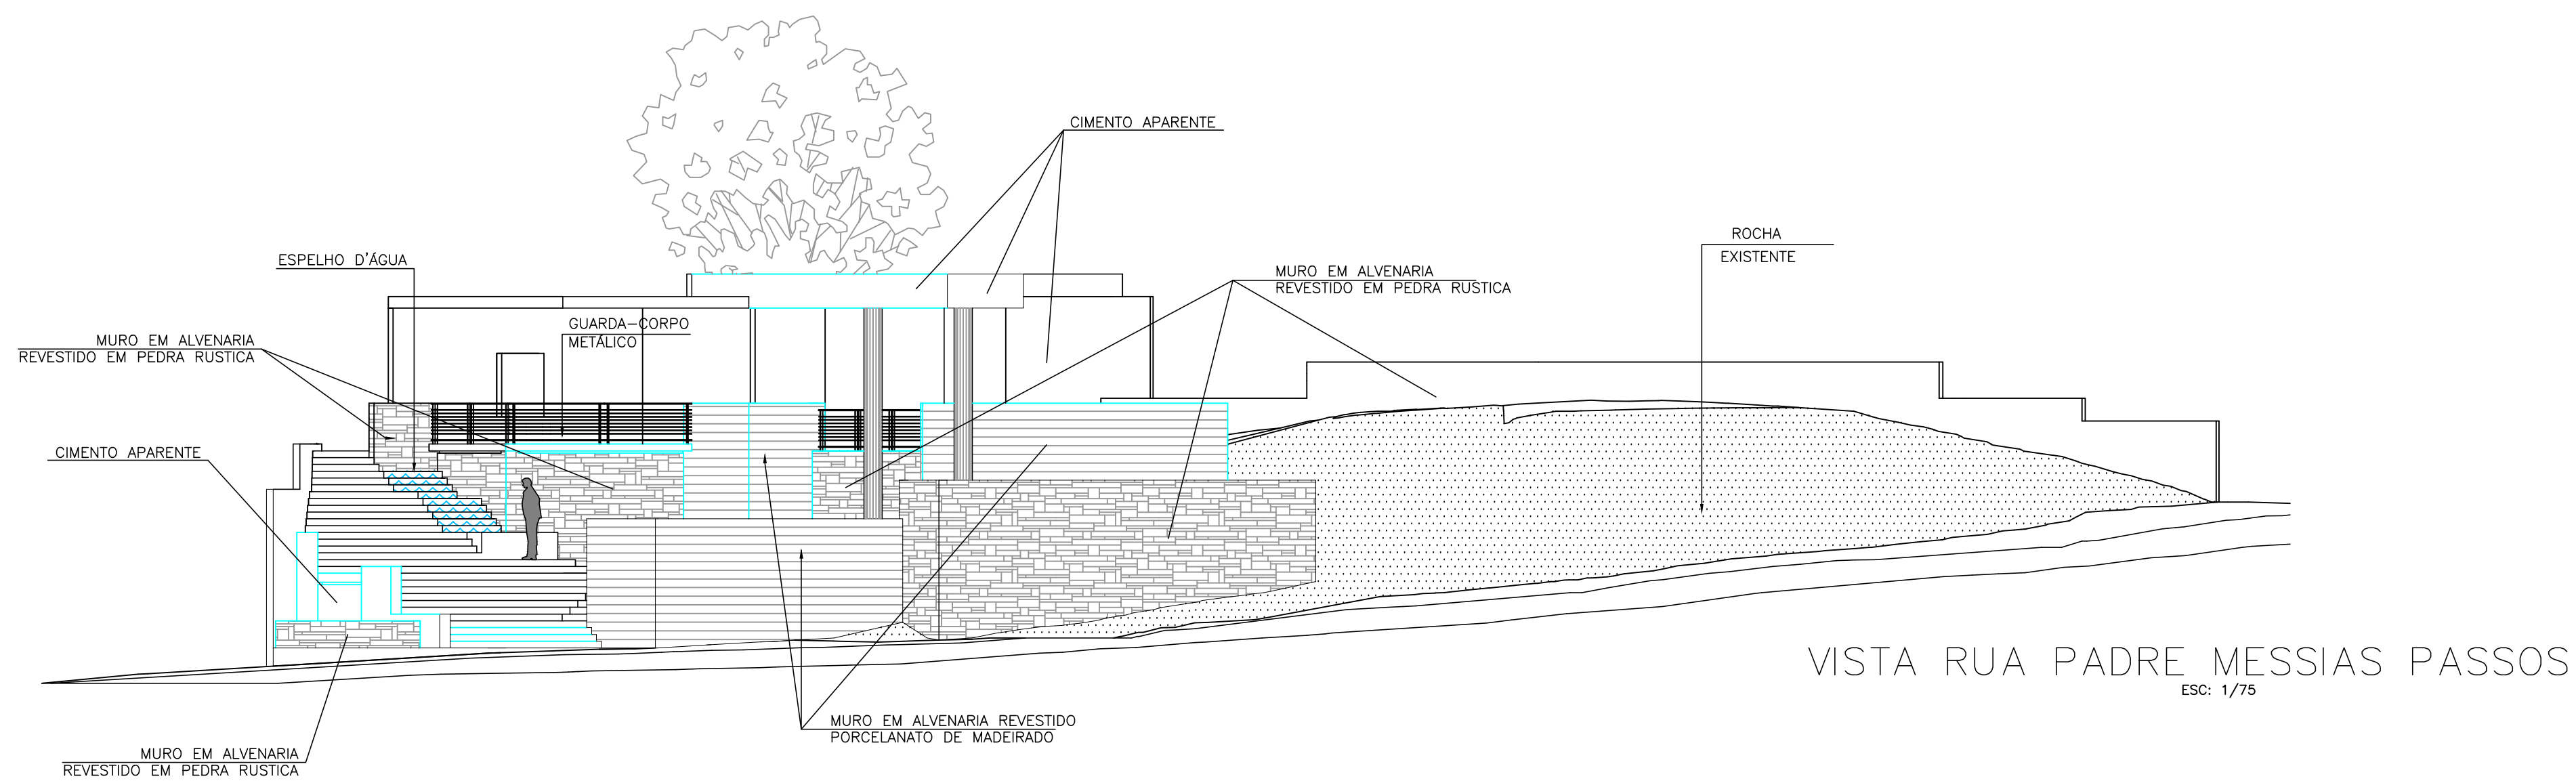 CIMENTO APARENTE
ROCHA
EXISTENTE
ESPELHO D'ÁGUA
MURO EM ALVENARIA
REVESTIDO EM PEDRA RUSTICA
GUARDA-CORPO
METÁLICO
MURO EM ALVENARIA
REVESTIDO EM PEDRA RUSTICA
CIMENTO APARENTE
VISTA RUA PADRE MESSIAS PASSOS
ESC: 1/75
MURO EM ALVENARIA REVESTIDO
PORCELANATO DE MADEIRADO
MURO EM ALVENARIA
REVESTIDO EM PEDRA RUSTICA